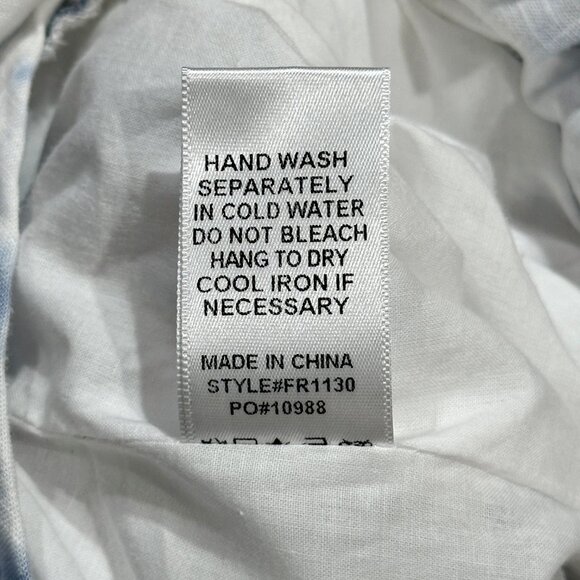 HAND WASH
SEPARATELY
IN COLD WATER
DO NOT BLEACH
HANG TO DRY
COOL IRON IF
NECESSARY
MADE IN CHINA
STYLE#FR1130
PO#10988